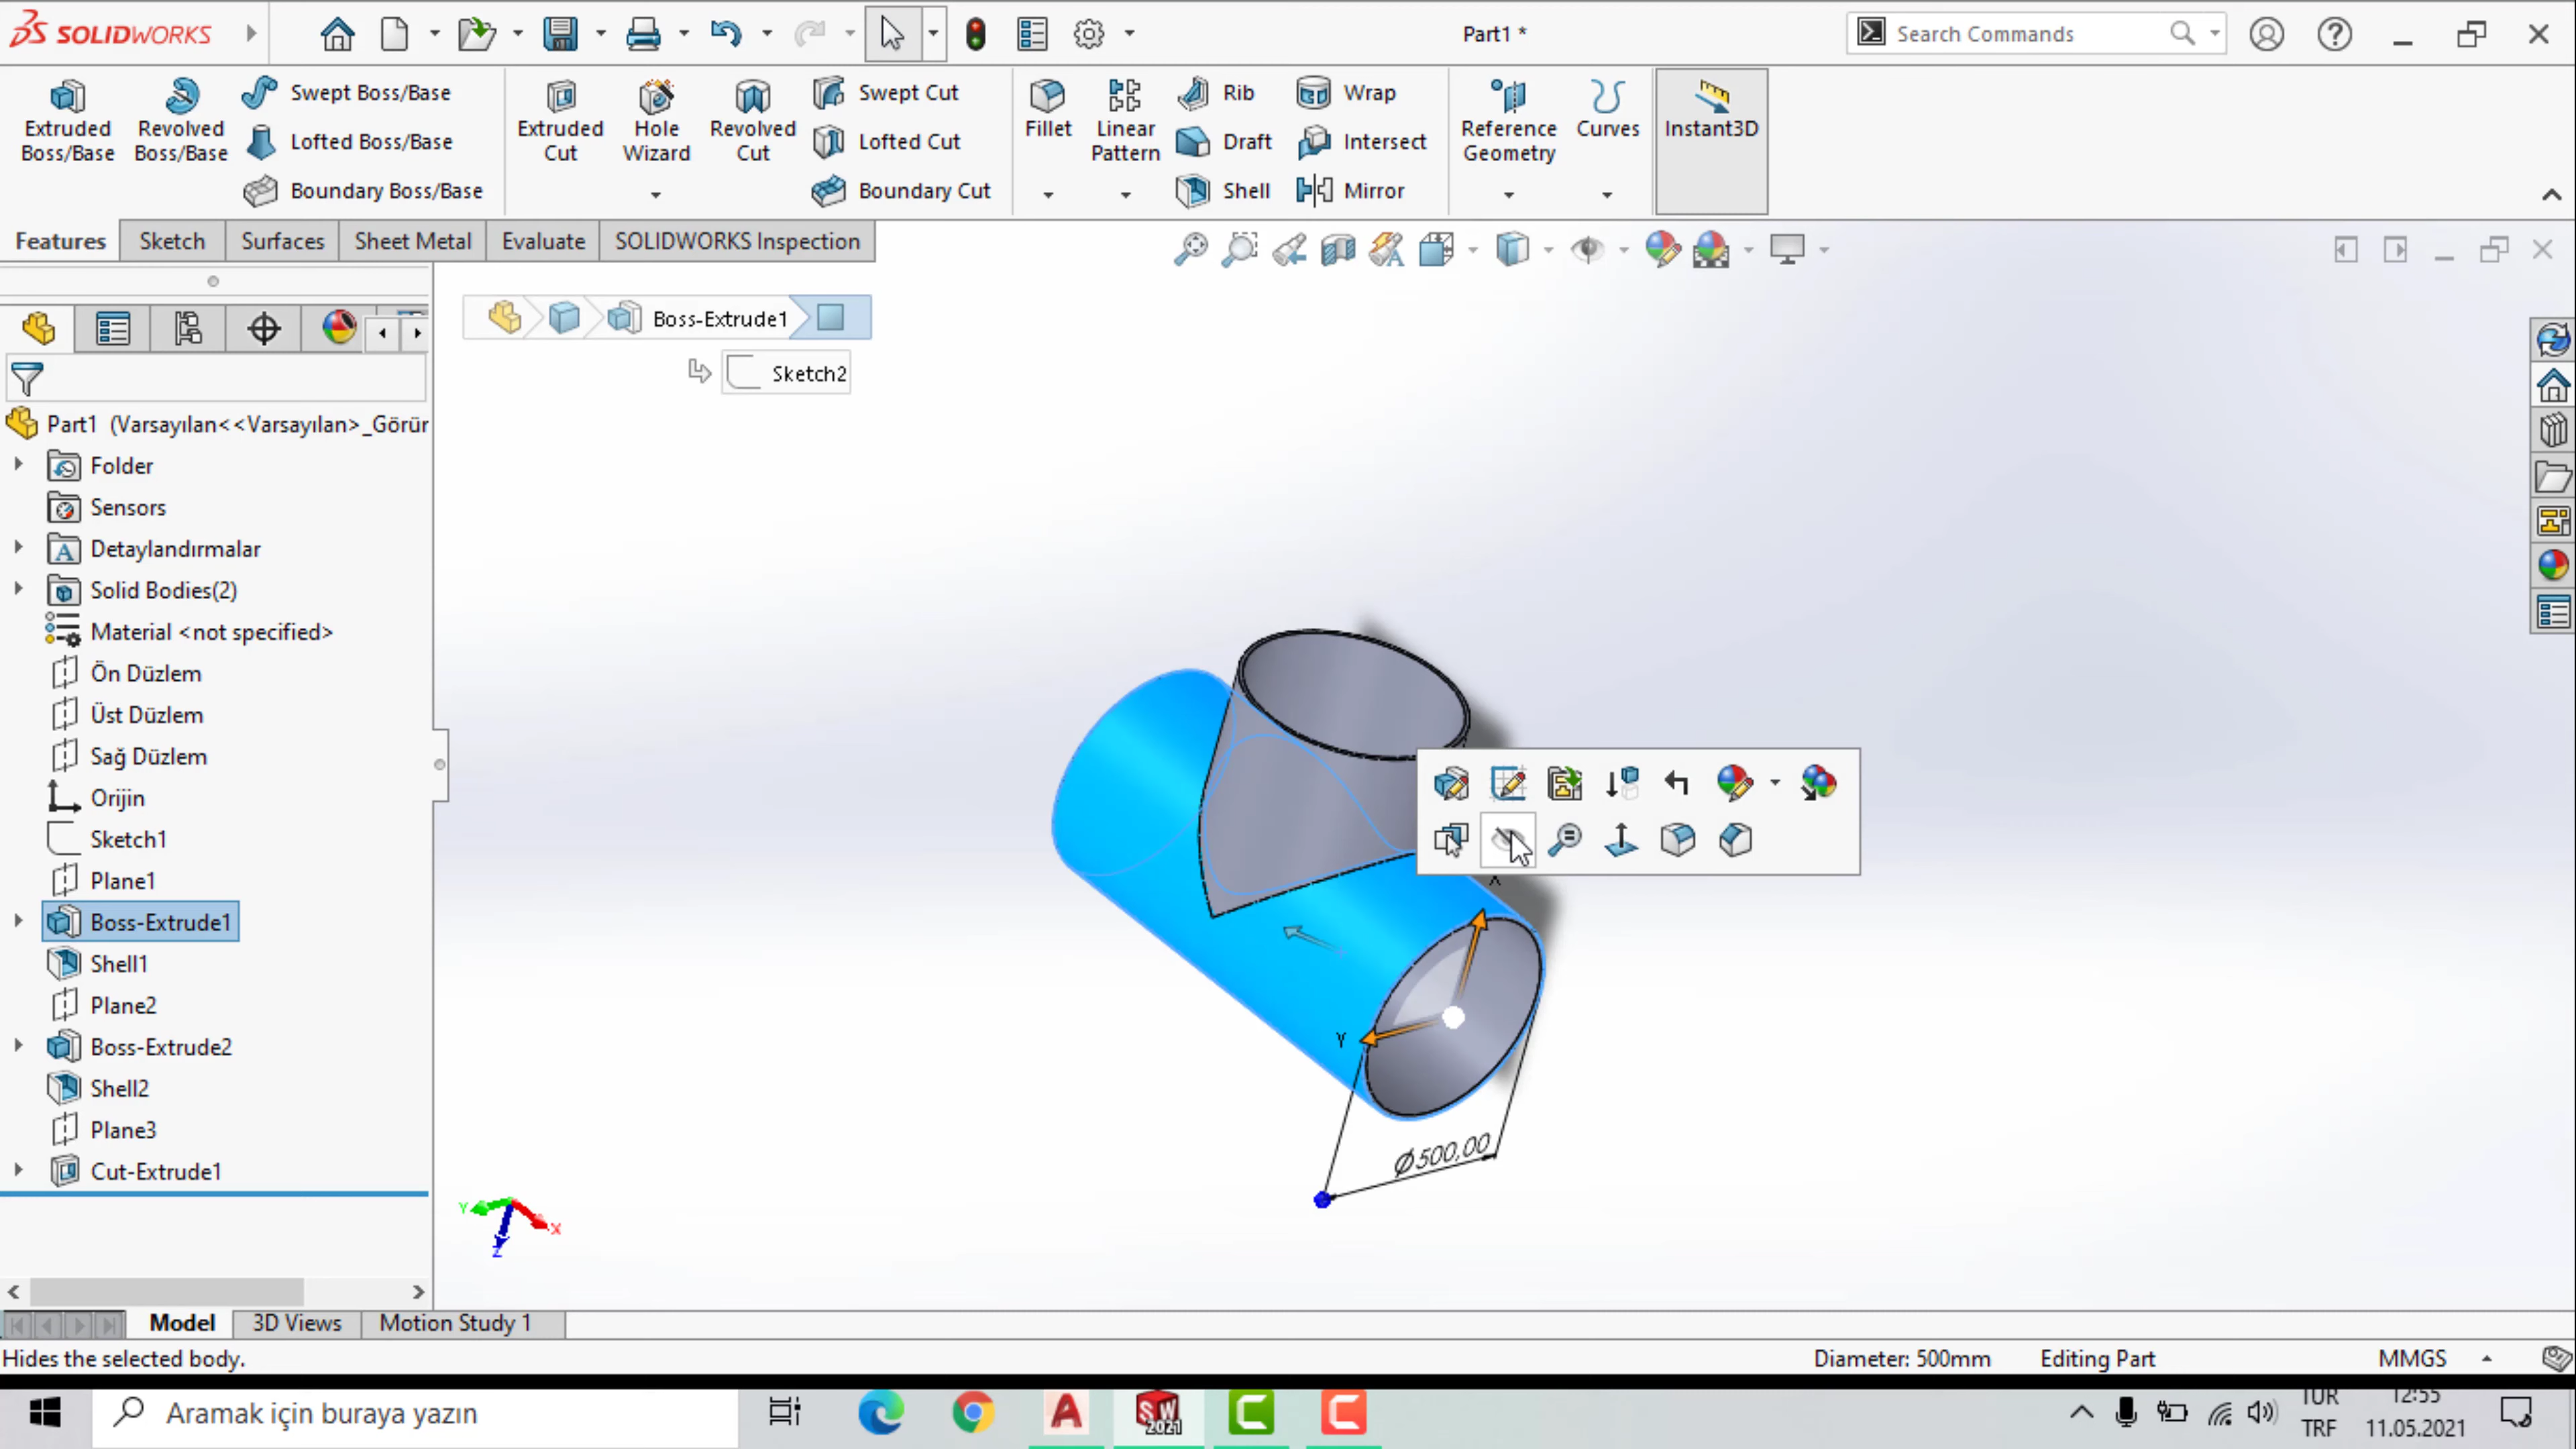 SOLIDWORKS
Part1 *
Search Commands
Extruded Boss/Base
Revolved Boss/Base
Swept Boss/Base
Lofted Boss/Base
Boundary Boss/Base
Extruded Cut
Hole Wizard
Revolved Cut
Swept Cut
Lofted Cut
Boundary Cut
Fillet
Linear Pattern
Rib
Draft
Shell
Wrap
Intersect
Mirror
Reference Geometry
Curves
Instant3D
Features
Sketch
Surfaces
Sheet Metal
Evaluate
SOLIDWORKS Inspection
Boss-Extrude1
Sketch2
Part1 (Varsayılan<<Varsayılan>_Görür
Folder
Sensors
Detaylandırmalar
Solid Bodies(2)
Material <not specified>
Ön Düzlem
Üst Düzlem
Sağ Düzlem
Orijin
Sketch1
Plane1
Boss-Extrude1
Shell1
Plane2
Boss-Extrude2
Shell2
Plane3
Cut-Extrude1
X
Y
Ø500,00
Y
X
Z
Model
3D Views
Motion Study 1
Hides the selected body.
Diameter: 500mm
Editing Part
MMGS
Aramak için buraya yazın
SW
2021
TUR
TRF
12:55
11.05.2021